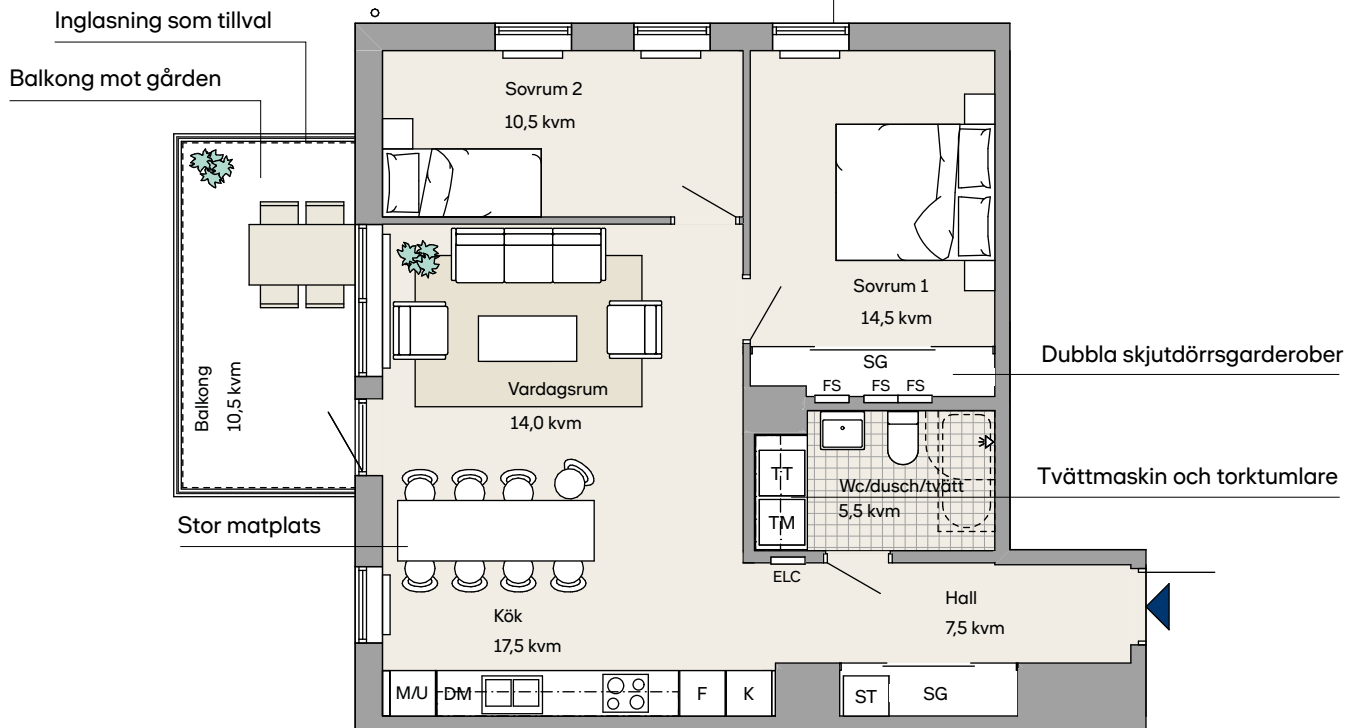 Inglasning som tillval
Balkong mot gården
Sovrum 2
10,5 kvm
Sovrum 1
14,5 kvm
SG
Dubbla skjutdörrsgarderober
FS FS FS
Balkong
10,5 kvm
Vardagsrum
14,0 kvm
TT
Wc/dusch/tvätt
5,5 kvm
Tvättmaskin och torktumlare
TM
Stor matplats
ELC
Hall
7,5 kvm
Kök
17,5 kvm
M/U DM F K ST SG